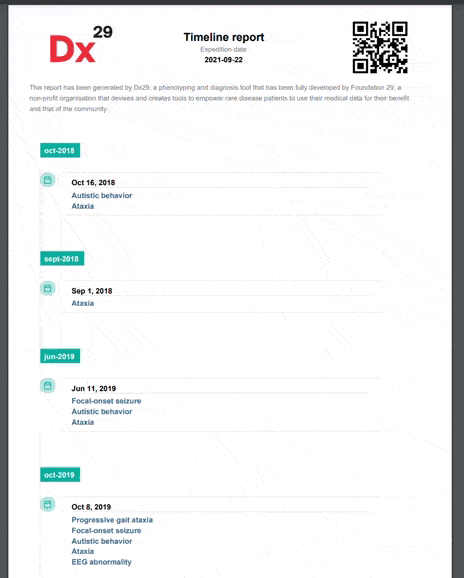 Dx29
Timeline report
Expedition date
2021-09-22
This report has been generated by Dx29, a phenotyping and diagnosis tool that has been fully developed by Foundation 29, a
non-profit organisation that devises and creates tools to empower rare disease patients to use their medical data for their benefit
and that of the community.
oct-2018
Oct 16, 2018
Autistic behavior
Ataxia
sept-2018
Sep 1, 2018
Ataxia
jun-2019
Jun 11, 2019
Focal-onset seizure
Autistic behavior
Ataxia
oct-2019
Oct 8, 2019
Progressive gait ataxia
Focal-onset seizure
Autistic behavior
Ataxia
EEG abnormality